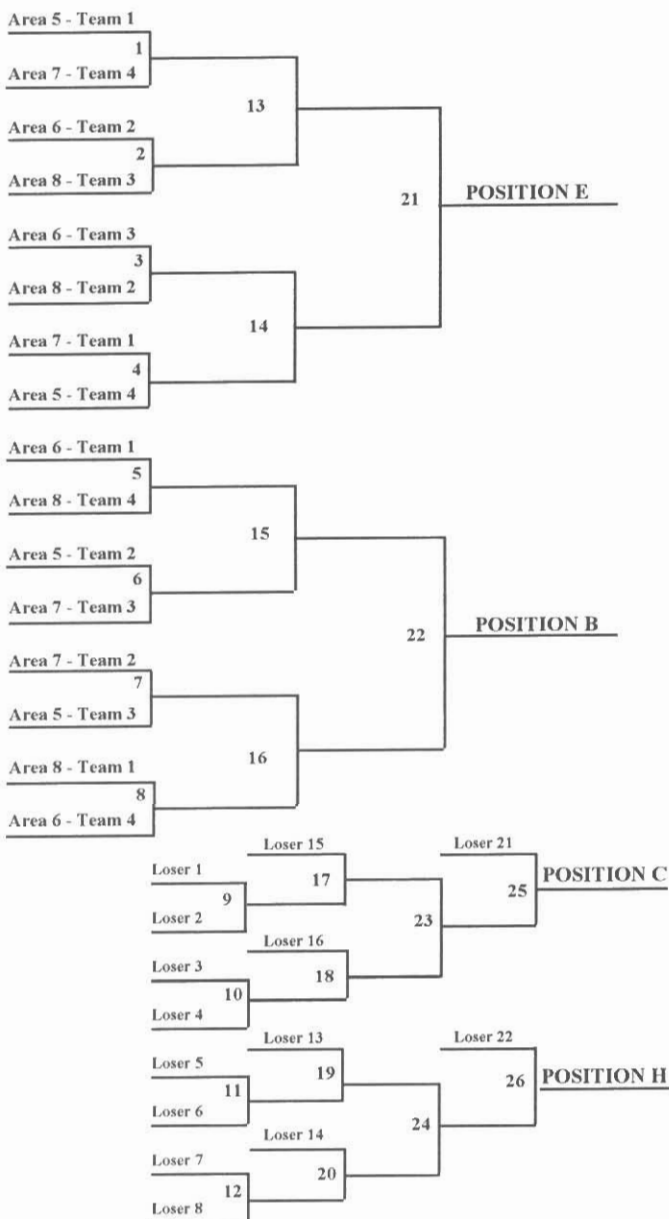 Area 5 - Team 1
1
Area 7 - Team 4
13
Area 6 - Team 2
2
Area 8 - Team 3
21
POSITION E
Area 6 - Team 3
3
Area 8 - Team 2
14
Area 7 - Team 1
4
Area 5 - Team 4
Area 6 - Team 1
5
Area 8 - Team 4
15
Area 5 - Team 2
6
Area 7 - Team 3
22
POSITION B
Area 7 - Team 2
7
Area 5 - Team 3
16
Area 8 - Team 1
8
Area 6 - Team 4
Loser 15
Loser 21
Loser 1
17
POSITION C
9
25
Loser 2
23
Loser 16
Loser 3
18
10
Loser 4
Loser 13
Loser 22
Loser 5
19
26
POSITION H
11
Loser 6
24
Loser 14
Loser 7
20
12
Loser 8